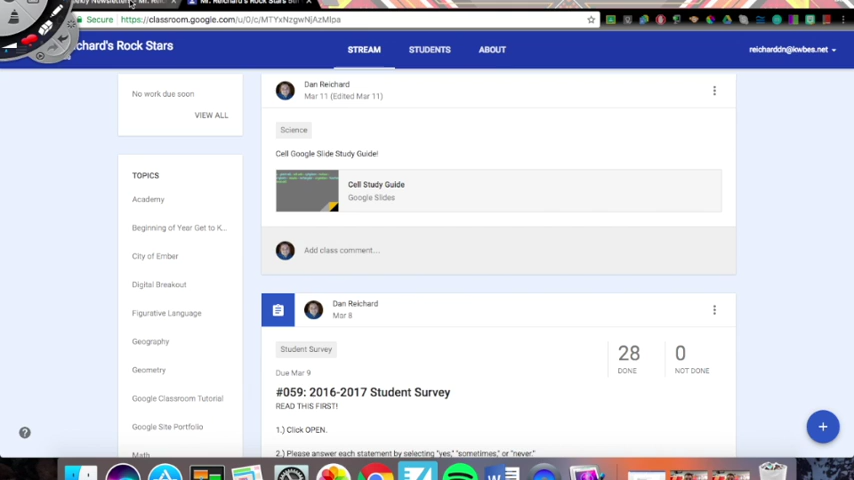 Secure
https://classroom.google.com/u/0/c/MTYxNzgwNjAzMlpa
eichard's Rock Stars
STREAM
STUDENTS
ABOUT
reicharddn@kwbes.net
No work due soon
VIEW ALL
TOPICS
Academy
Beginning of Year Get to K...
City of Ember
Digital Breakout
Figurative Language
Geography
Geometry
Google Classroom Tutorial
Google Site Portfolio
Math
Dan Reichard
Mar 11 (Edited Mar 11)
Science
Cell Google Slide Study Guide!
Cell Study Guide
Google Slides
Add class comment...
Dan Reichard
Mar 8
Student Survey
28
DONE
0
NOT DONE
Due Mar 9
#059: 2016-2017 Student Survey
READ THIS FIRST!
1.) Click OPEN.
2.) Please answer each statement by selecting "yes," "sometimes," or "never."